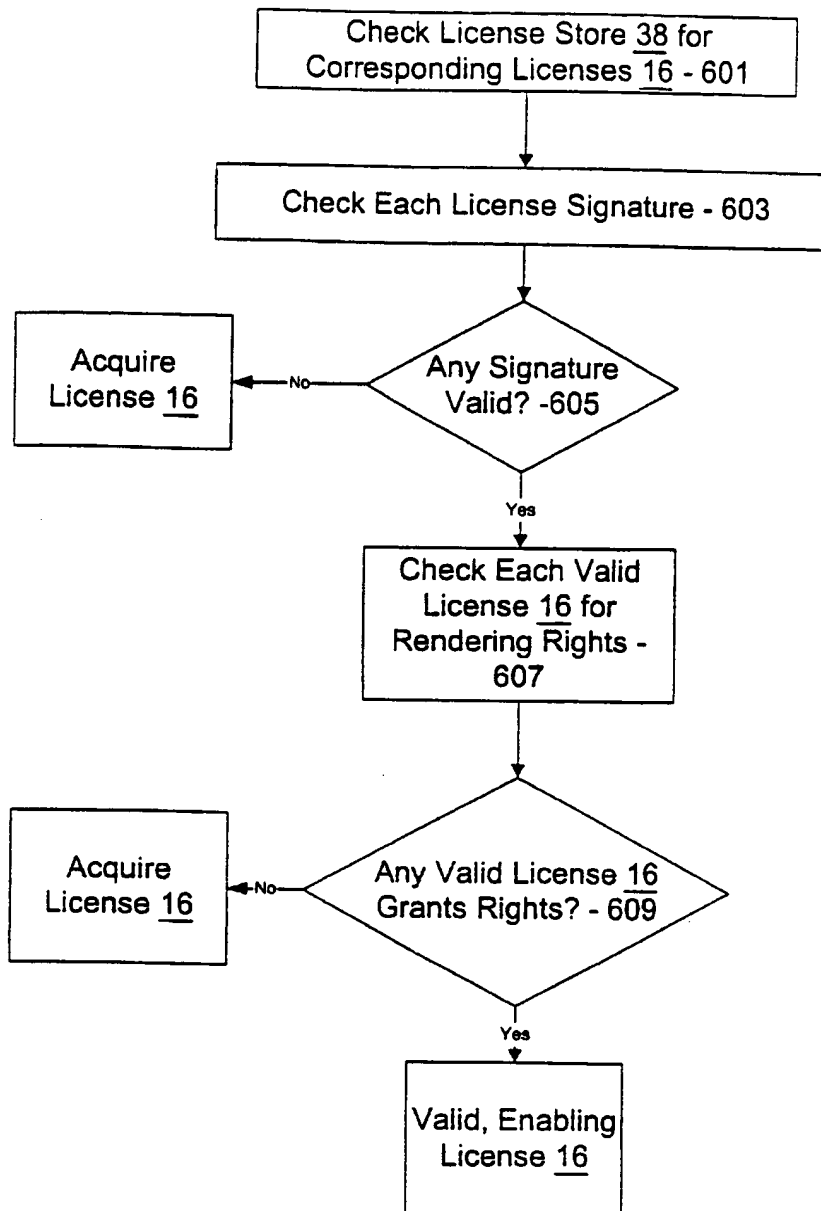 Check License Store 38 for
Corresponding Licenses 16 - 601
Check Each License Signature - 603
Acquire
License 16
No
Any Signature
Valid? -605
Yes
Check Each Valid
License 16 for
Rendering Rights -
607
Acquire
License 16
No
Any Valid License 16
Grants Rights? - 609
Yes
Valid, Enabling
License 16